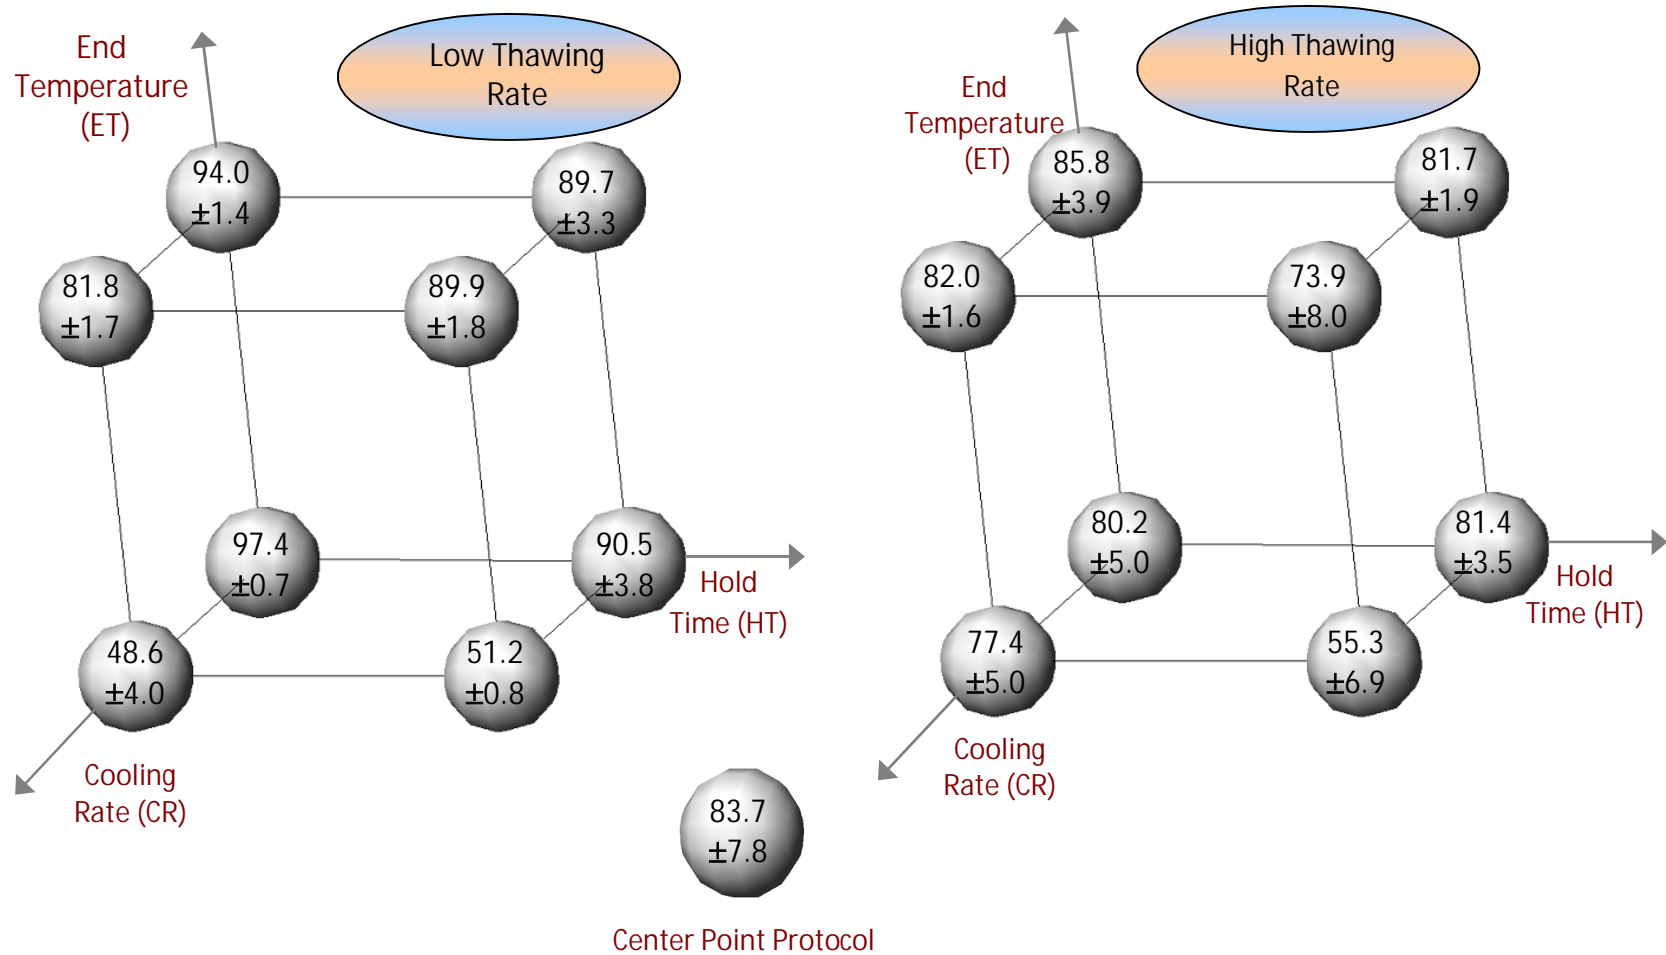 End
Temperature
(ET)
Low Thawing
Rate
94.0
±1.4
89.7
±3.3
81.8
±1.7
89.9
±1.8
97.4
±0.7
90.5
±3.8
Hold
Time (HT)
48.6
±4.0
51.2
±0.8
Cooling
Rate (CR)
High Thawing
Rate
End
Temperature
(ET)
85.8
±3.9
81.7
±1.9
82.0
±1.6
73.9
±8.0
80.2
±5.0
81.4
±3.5
Hold
Time (HT)
77.4
±5.0
55.3
±6.9
Cooling
Rate (CR)
83.7
±7.8
Center Point Protocol